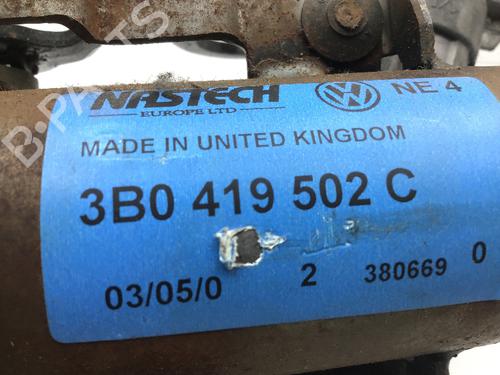 NASTECH NE 4
EUROPE LTD
MADE IN UNITED KINGDOM
3B0 419 502 C
03/05/0 2 380669 0
B-PARTS